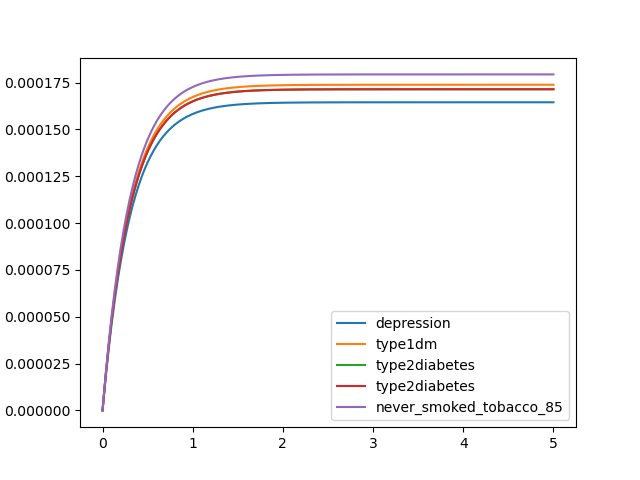 0.000175
0.000150
0.000125
0.000100
0.000075
0.000050
0.000025
0.000000
0 1 2 3 4 5
depression
type1dm
type2diabetes
type2diabetes
never_smoked_tobacco_85